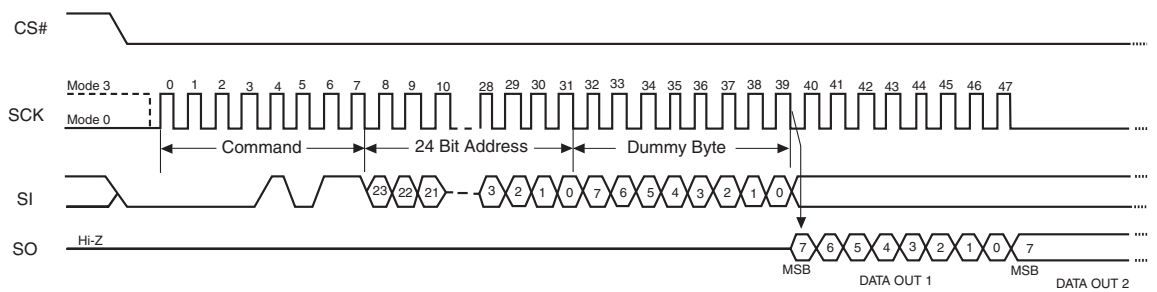 CS#
Mode 3
0 1 2 3 4 5 6 7 8 9 10 28 29 30 31 32 33 34 35 36 37 38 39 40 41 42 43 44 45 46 47
SCK
Mode 0
Command 24 Bit Address Dummy Byte
SI 23 22 21 3 2 1 0 7 6 5 4 3 2 1 0
SO Hi-Z 7 6 5 4 3 2 1 0 7
MSB DATA OUT 1 MSB DATA OUT 2